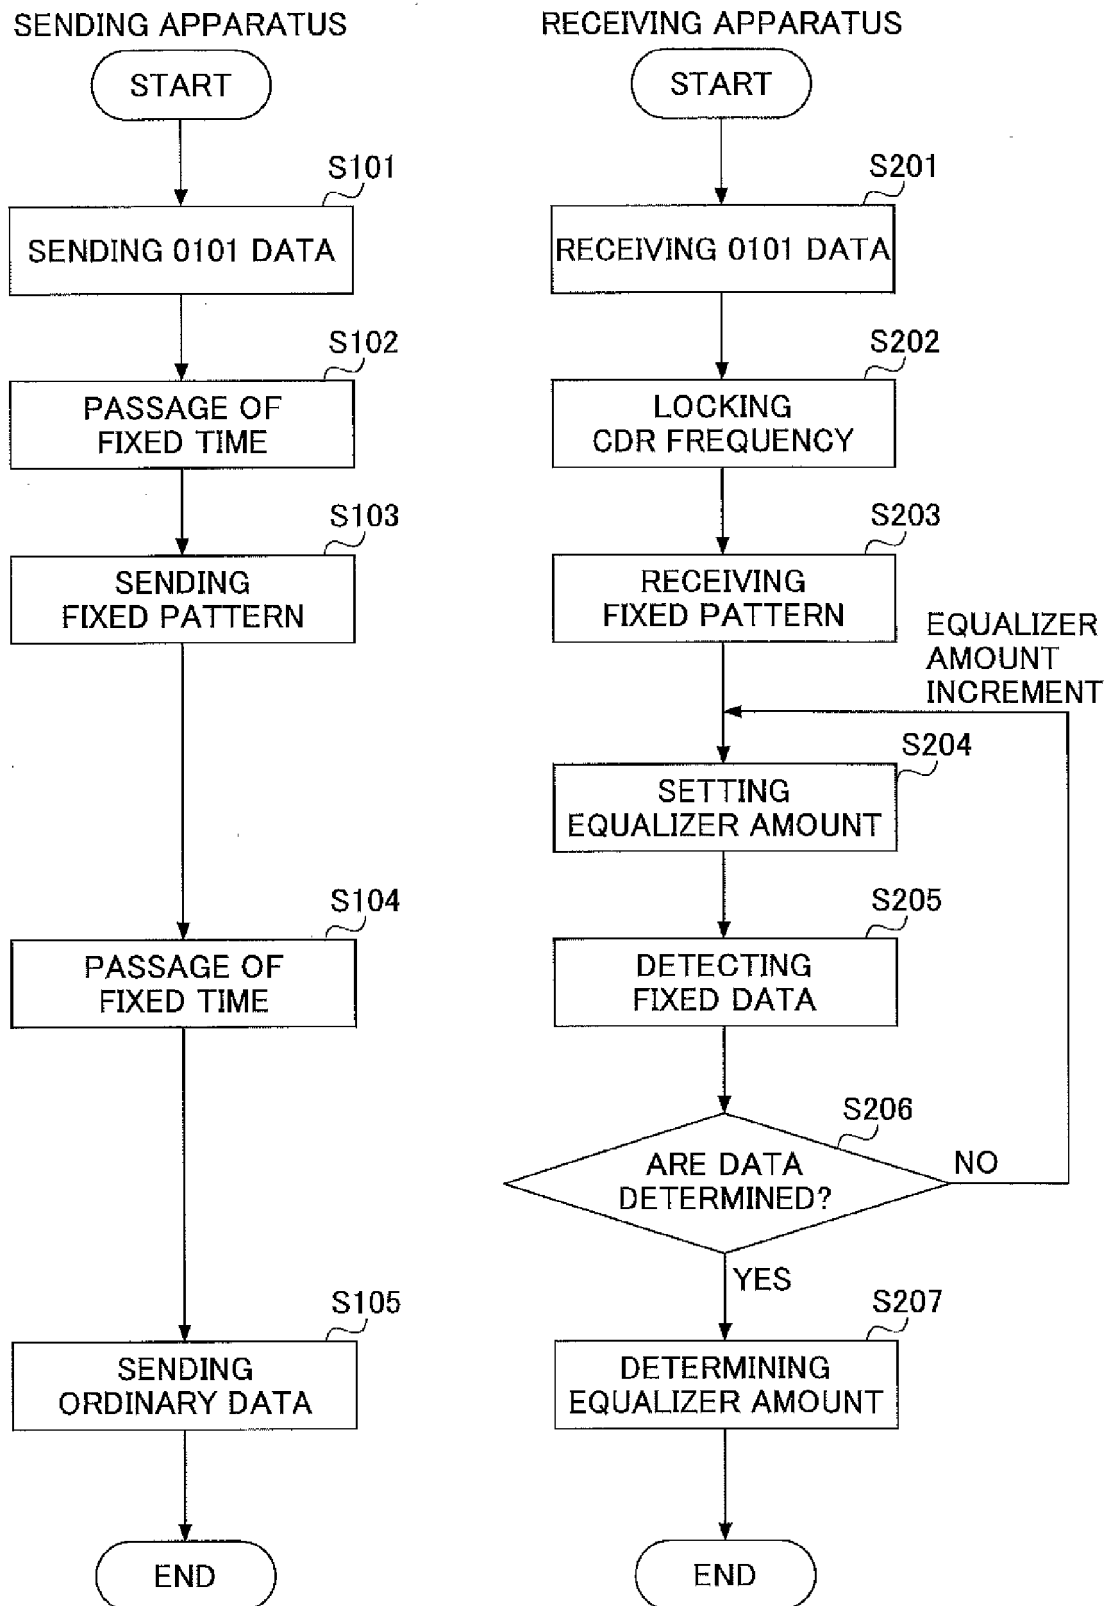 SENDING APPARATUS
START
S101
SENDING 0101 DATA
S102
PASSAGE OF
FIXED TIME
S103
SENDING
FIXED PATTERN
S104
PASSAGE OF
FIXED TIME
S105
SENDING
ORDINARY DATA
END
RECEIVING APPARATUS
START
S201
RECEIVING 0101 DATA
S202
LOCKING
CDR FREQUENCY
S203
RECEIVING
FIXED PATTERN
EQUALIZER
AMOUNT
INCREMENT
S204
SETTING
EQUALIZER AMOUNT
S205
DETECTING
FIXED DATA
S206
ARE DATA
DETERMINED?
NO
YES
S207
DETERMINING
EQUALIZER AMOUNT
END